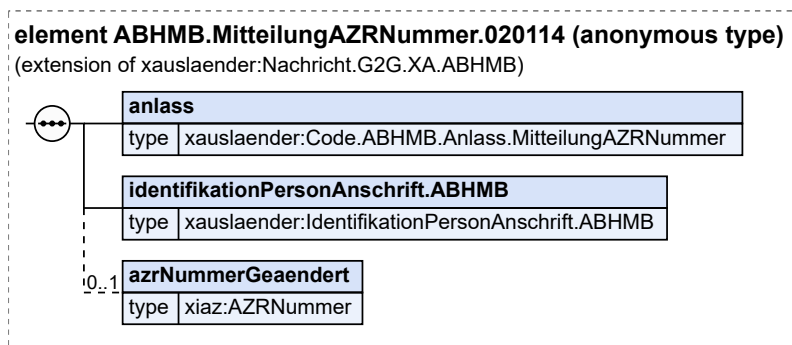 element ABHMB.MitteilungAZRNummer.020114 (anonymous type)
(extension of xauslaender:Nachricht.G2G.XA.ABHMB)
anlass
type xauslaender:Code.ABHMB.Anlass.MitteilungAZRNummer
identifikationPersonAnschrift.ABHMB
type xauslaender:IdentifikationPersonAnschrift.ABHMB
0..1 azrNummerGeaendert
type xiaz:AZRNummer